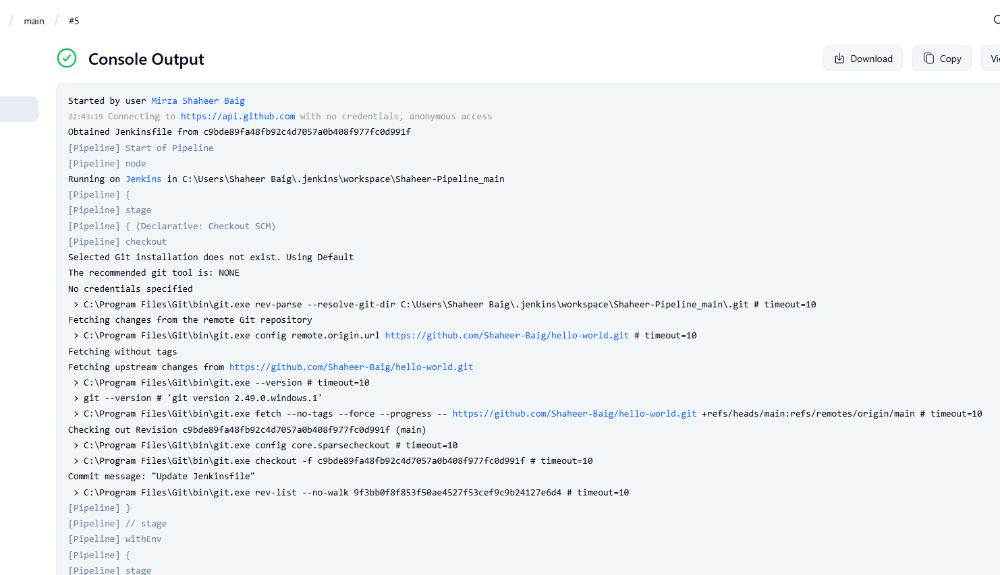 / main / #5
Console Output
Download
Copy
Started by user Mirza Shaheer Baig
22:43:19 Connecting to https://api.github.com with no credentials, anonymous access
Obtained Jenkinsfile from c9bde89fa48fb92c4d7057a0b408f977fc0d991f
[Pipeline] Start of Pipeline
[Pipeline] node
Running on Jenkins in C:\Users\Shaheer Baig\.jenkins\workspace\Shaheer-Pipeline_main
[Pipeline] {
[Pipeline] stage
[Pipeline] { (Declarative: Checkout SCM)
[Pipeline] checkout
Selected Git installation does not exist. Using Default
The recommended git tool is: NONE
No credentials specified
> C:\Program Files\Git\bin\git.exe rev-parse --resolve-git-dir C:\Users\Shaheer Baig\.jenkins\workspace\Shaheer-Pipeline_main\.git # timeout=10
Fetching changes from the remote Git repository
> C:\Program Files\Git\bin\git.exe config remote.origin.url https://github.com/Shaheer-Baig/hello-world.git # timeout=10
Fetching without tags
Fetching upstream changes from https://github.com/Shaheer-Baig/hello-world.git
> C:\Program Files\Git\bin\git.exe --version # timeout=10
> git --version # 'git version 2.49.0.windows.1'
> C:\Program Files\Git\bin\git.exe fetch --no-tags --force --progress -- https://github.com/Shaheer-Baig/hello-world.git +refs/heads/main:refs/remotes/origin/main # timeout=10
Checking out Revision c9bde89fa48fb92c4d7057a0b408f977fc0d991f (main)
> C:\Program Files\Git\bin\git.exe config core.sparsecheckout # timeout=10
> C:\Program Files\Git\bin\git.exe checkout -f c9bde89fa48fb92c4d7057a0b408f977fc0d991f # timeout=10
Commit message: "Update Jenkinsfile"
> C:\Program Files\Git\bin\git.exe rev-list --no-walk 9f3bb0f8f853f50ae4527f53cef9c9b24127e6d4 # timeout=10
[Pipeline] }
[Pipeline] // stage
[Pipeline] withEnv
[Pipeline] {
[Pipeline] stage